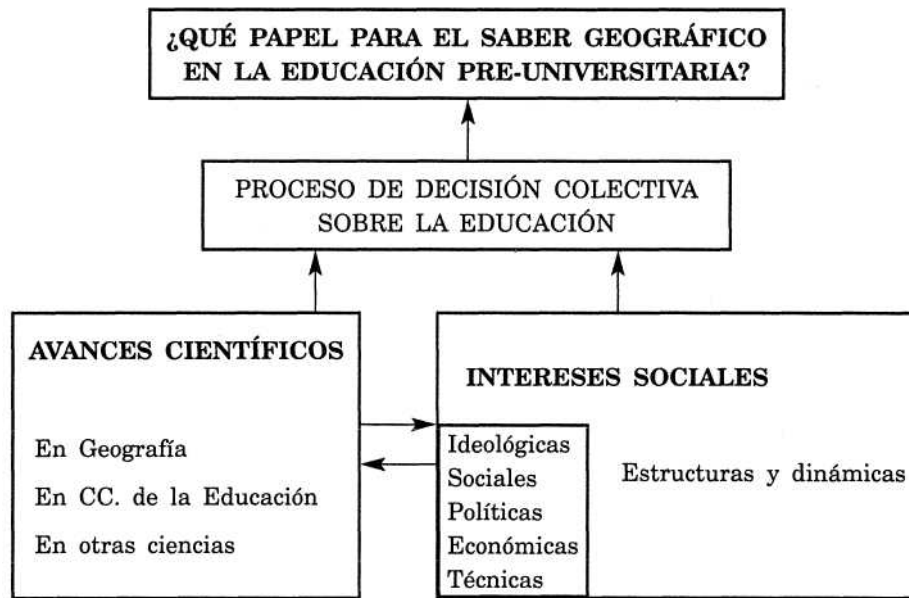 ¿QUÉ PAPEL PARA EL SABER GEOGRÁFICO
EN LA EDUCACIÓN PRE-UNIVERSITARIA?
PROCESO DE DECISIÓN COLECTIVA
SOBRE LA EDUCACIÓN
AVANCES CIENTÍFICOS
En Geografía
En CC. de la Educación
En otras ciencias
INTERESES SOCIALES
Ideológicas
Sociales
Políticas
Económicas
Técnicas
Estructuras y dinámicas